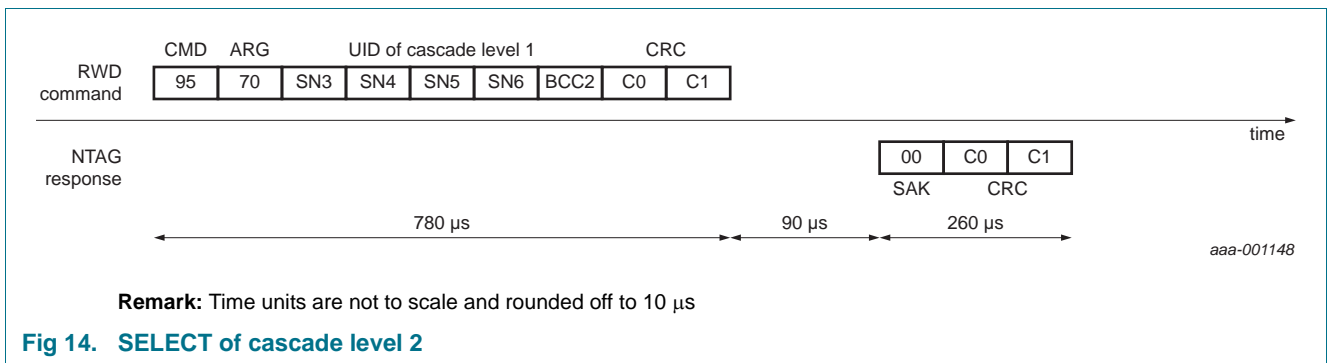 CMD ARG UID of cascade level 1 CRC
RWD command
95 70 SN3 SN4 SN5 SN6 BCC2 C0 C1
time
NTAG response
00 C0 C1
SAK CRC
780 µs 90 µs 260 µs
aaa-001148
Remark: Time units are not to scale and rounded off to 10 µs
Fig 14. SELECT of cascade level 2